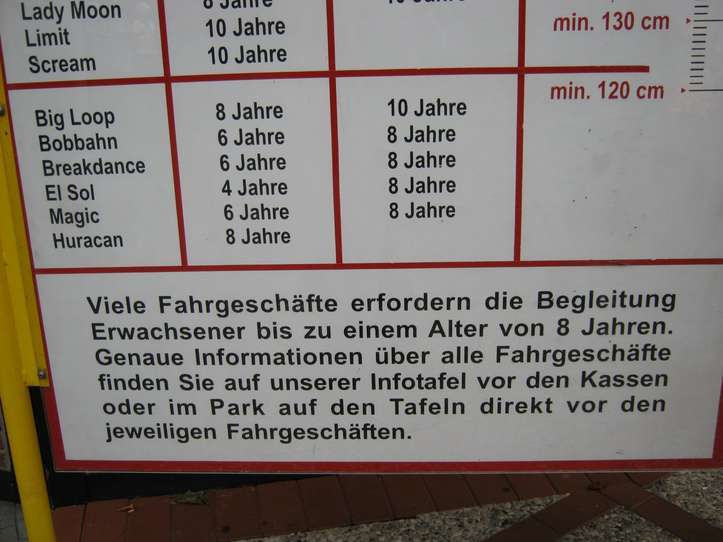 Lady Moon 8 Jahre 10 Jahre
Limit 10 Jahre min. 130 cm
Scream 10 Jahre
min. 120 cm
Big Loop 8 Jahre 10 Jahre
Bobbahn 6 Jahre 8 Jahre
Breakdance 6 Jahre 8 Jahre
El Sol 4 Jahre 8 Jahre
Magic 6 Jahre 8 Jahre
Huracan 8 Jahre
Viele Fahrgeschäfte erfordern die Begleitung
Erwachsener bis zu einem Alter von 8 Jahren.
Genaue Informationen über alle Fahrgeschäfte
finden Sie auf unserer Infotafel vor den Kassen
oder im Park auf den Tafeln direkt vor den
jeweiligen Fahrgeschäften.